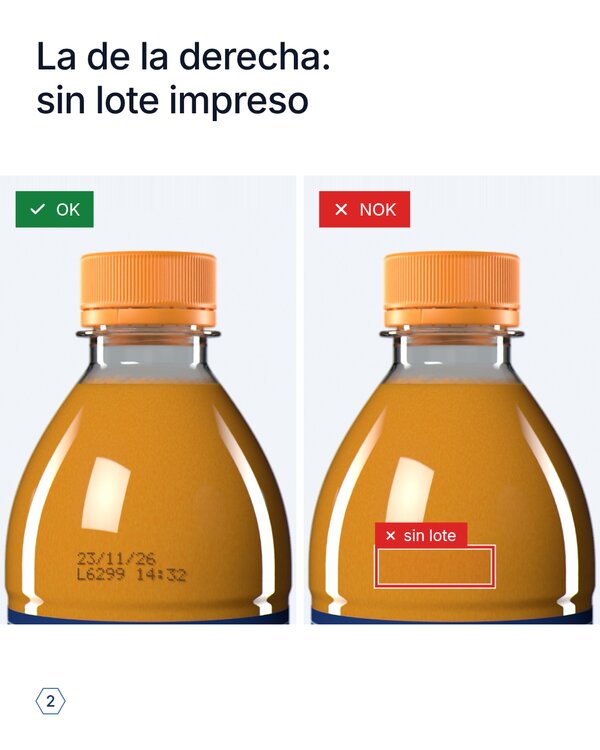 La de la derecha:
sin lote impreso
OK
NOK
23/11/26
L6299 14:32
sin lote
2